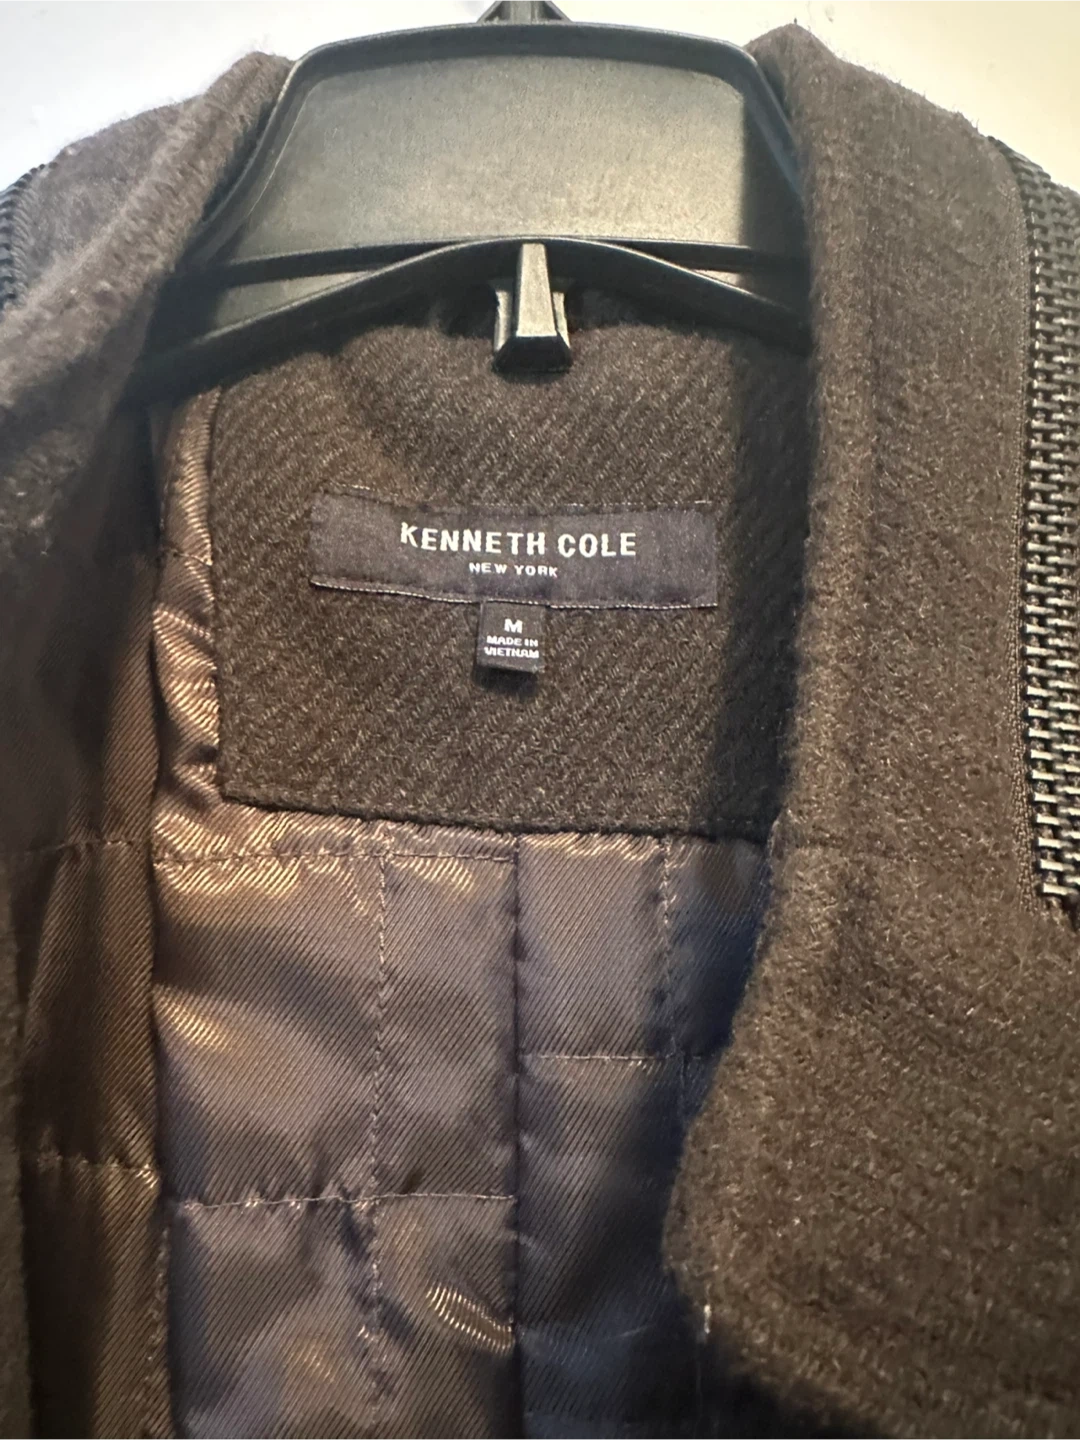 KENNETH COLE
NEW YORK
M
MADE IN
VIETNAM